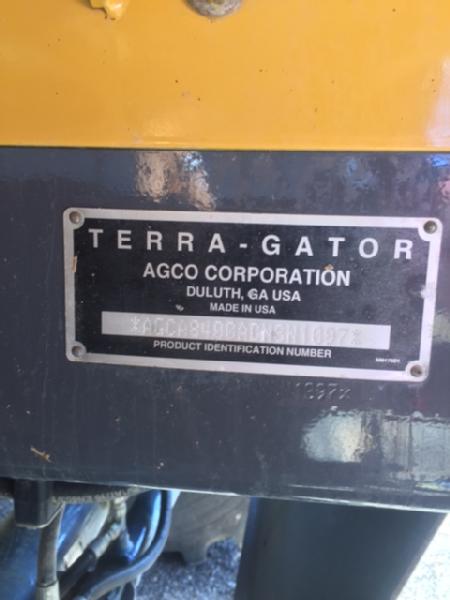 TERRA-GATOR
AGCO CORPORATION
DULUTH, GA USA
MADE IN USA
PRODUCT IDENTIFICATION NUMBER